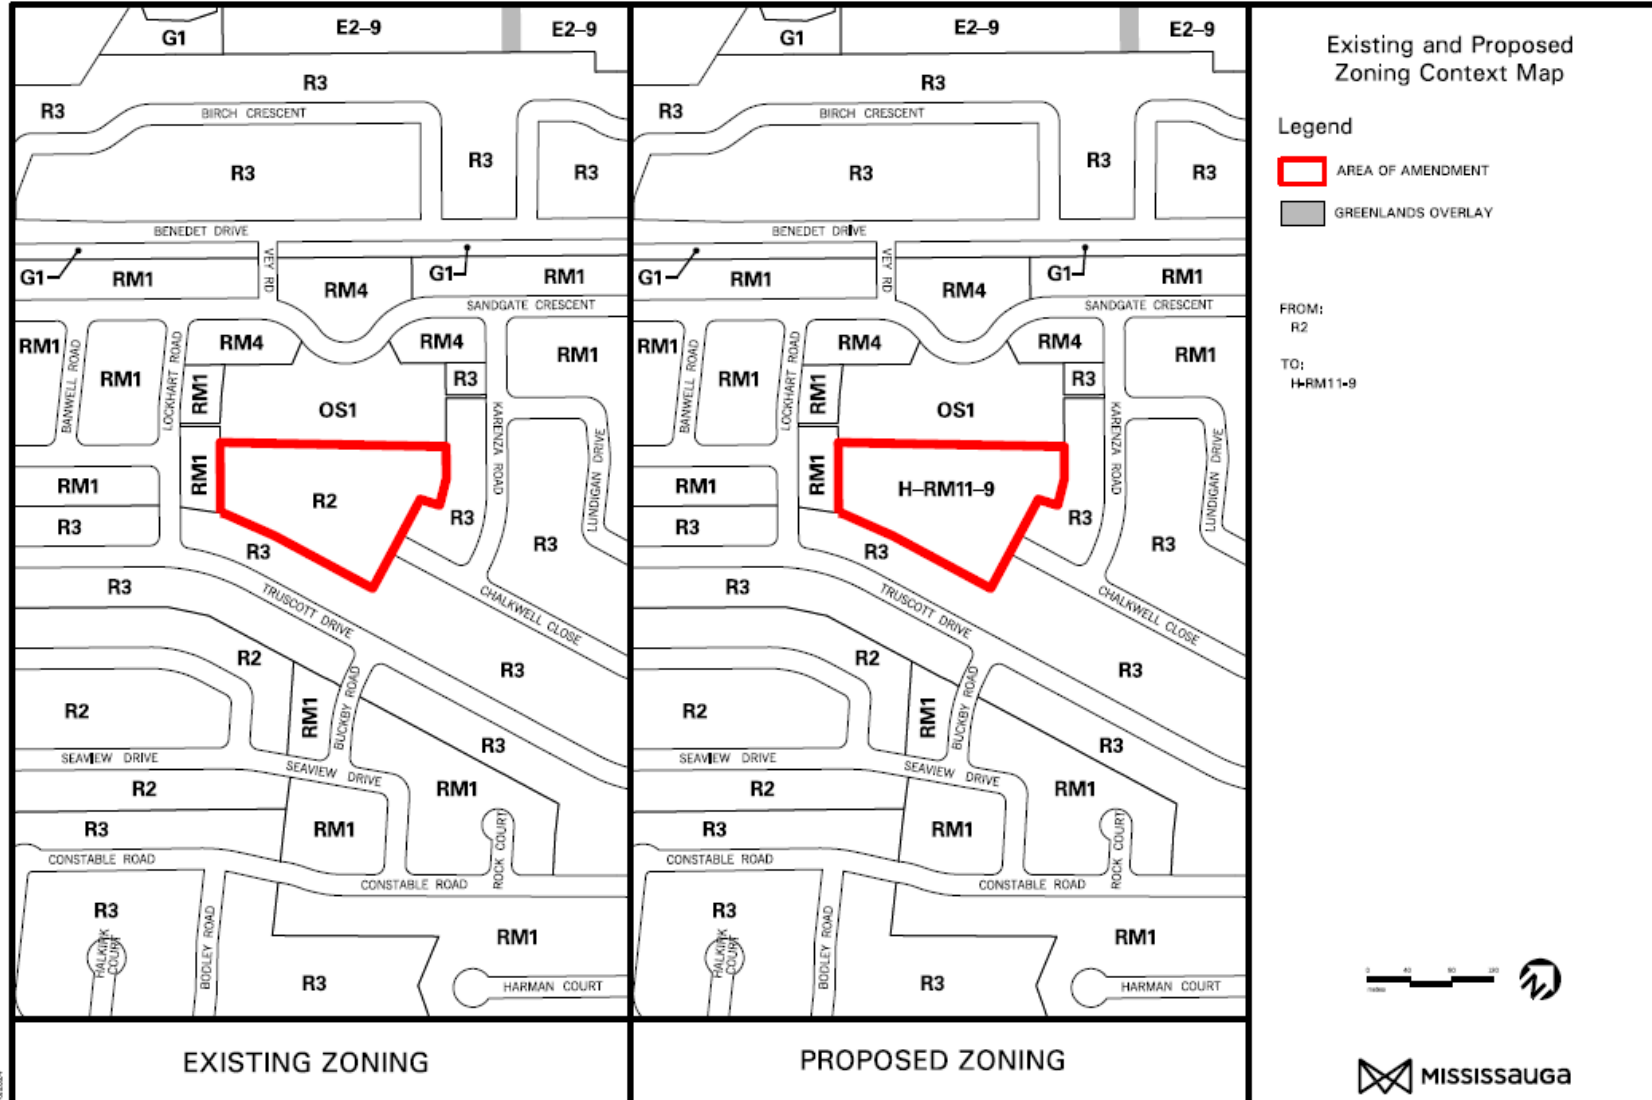 G1
E2–9
E2–9
R3
R3
BIRCH CRESCENT
R3
R3
R3
BENEDET DRIVE
G1
RM1
VEY RD
RM4
G1
RM1
SANDGATE CRESCENT
RM1
BANWELL ROAD
RM1
LOCKHART ROAD
RM4
RM4
RM1
RM1
R3
OS1
KARENZA ROAD
LUNDIGAN DRIVE
RM1
RM1
R2
R3
R3
R3
R3
R3
TRUSCOTT DRIVE
CHALKWELL CLOSE
R2
R3
R2
RM1
BUCKBY ROAD
R3
SEAVIEW DRIVE
SEAVIEW DRIVE
R2
RM1
R3
RM1
ROCK COURT
CONSTABLE ROAD
CONSTABLE ROAD
R3
HALKIRK COURT
BODLEY ROAD
RM1
R3
HARMAN COURT
EXISTING ZONING
G1
E2–9
E2–9
R3
R3
BIRCH CRESCENT
R3
R3
R3
BENEDET DRIVE
G1
RM1
VEY RD
RM4
G1
RM1
SANDGATE CRESCENT
RM1
BANWELL ROAD
RM1
LOCKHART ROAD
RM4
RM4
RM1
RM1
R3
OS1
KARENZA ROAD
LUNDIGAN DRIVE
RM1
RM1
H–RM11–9
R3
R3
R3
R3
R3
TRUSCOTT DRIVE
CHALKWELL CLOSE
R2
R3
R2
RM1
BUCKBY ROAD
R3
SEAVIEW DRIVE
SEAVIEW DRIVE
R2
RM1
R3
RM1
ROCK COURT
CONSTABLE ROAD
CONSTABLE ROAD
R3
HALKIRK COURT
BODLEY ROAD
RM1
R3
HARMAN COURT
PROPOSED ZONING
Existing and Proposed
Zoning Context Map
Legend
AREA OF AMENDMENT
GREENLANDS OVERLAY
FROM:
R2
TO:
H-RM11-9
MISSISSAUGA